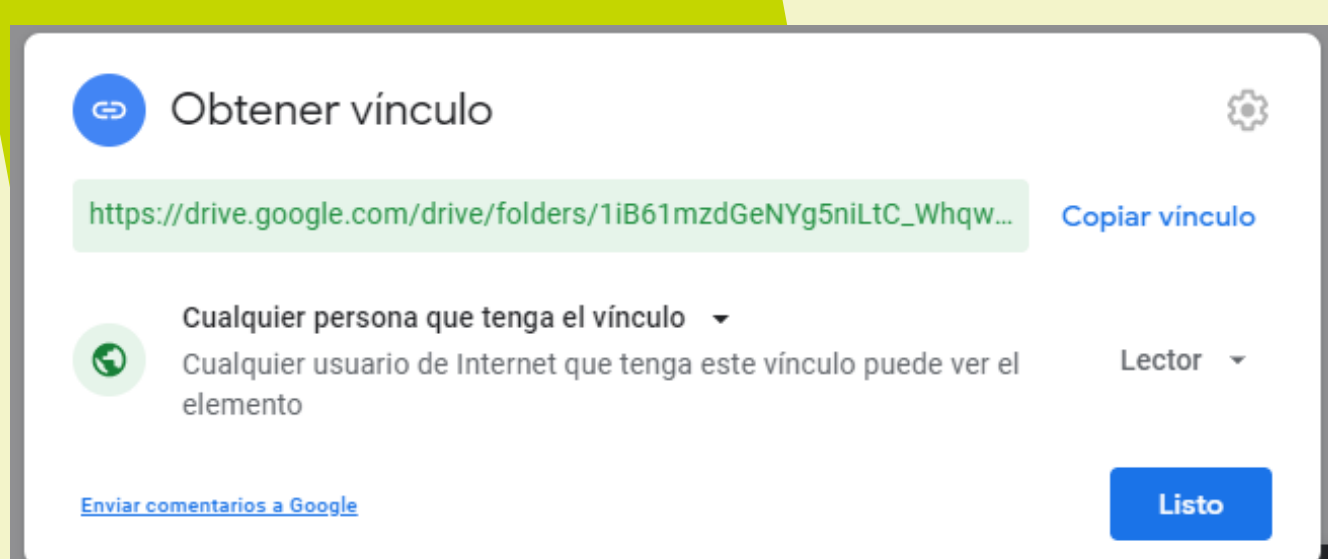 Obtener vínculo
https://drive.google.com/drive/folders/1iB61mzdGeNYg5niLtC_Whqw...
Copiar vínculo
Cualquier persona que tenga el vínculo
Cualquier usuario de Internet que tenga este vínculo puede ver el
elemento
Lector
Enviar comentarios a Google
Listo